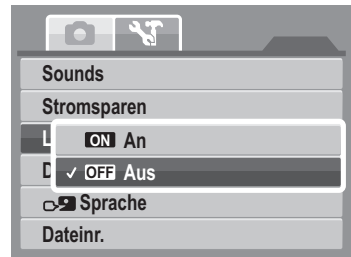 Sounds
Stromsparen
L
ON An
D
✓ OFF Aus
Sprache
Dateinr.